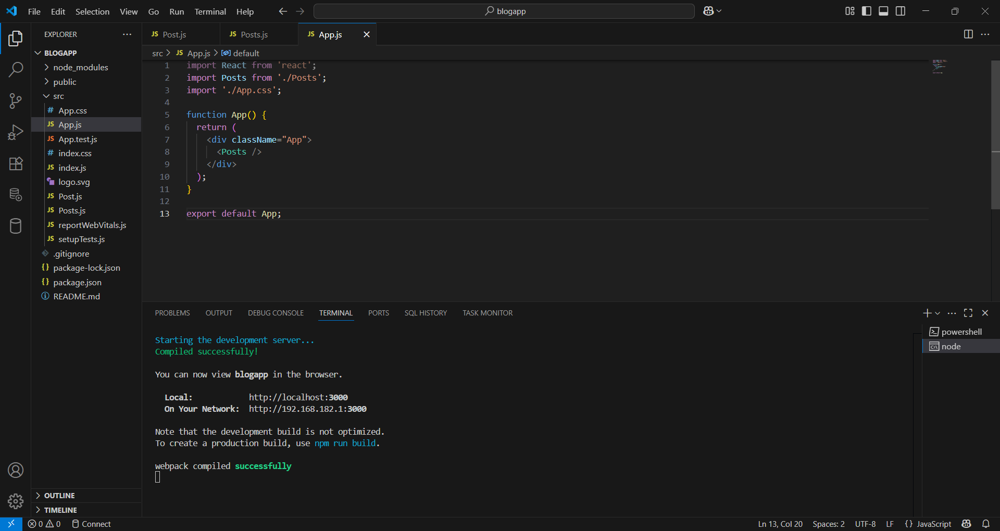 File Edit Selection View Go Run Terminal Help
blogapp
EXPLORER
BLOGAPP
node_modules
public
src
# App.css
JS App.js
JS App.test.js
# index.css
JS index.js
logo.svg
JS Post.js
JS Posts.js
JS reportWebVitals.js
JS setupTests.js
.gitignore
{} package-lock.json
{} package.json
README.md
OUTLINE
TIMELINE
JS Post.js
JS Posts.js
JS App.js
src > JS App.js > default
1 import React from 'react';
2 import Posts from './Posts';
3 import './App.css';
4
5 function App() {
6 return (
7 <div className="App">
8 <Posts />
9 </div>
10 );
11 }
12
13 export default App;
PROBLEMS OUTPUT DEBUG CONSOLE TERMINAL PORTS SQL HISTORY TASK MONITOR
Starting the development server...
Compiled successfully!
You can now view blogapp in the browser.
Local: http://localhost:3000
On Your Network: http://192.168.182.1:3000
Note that the development build is not optimized.
To create a production build, use npm run build.
webpack compiled successfully
powershell
node
0 0 Connect
Ln 13, Col 20 Spaces: 2 UTF-8 LF {} JavaScript